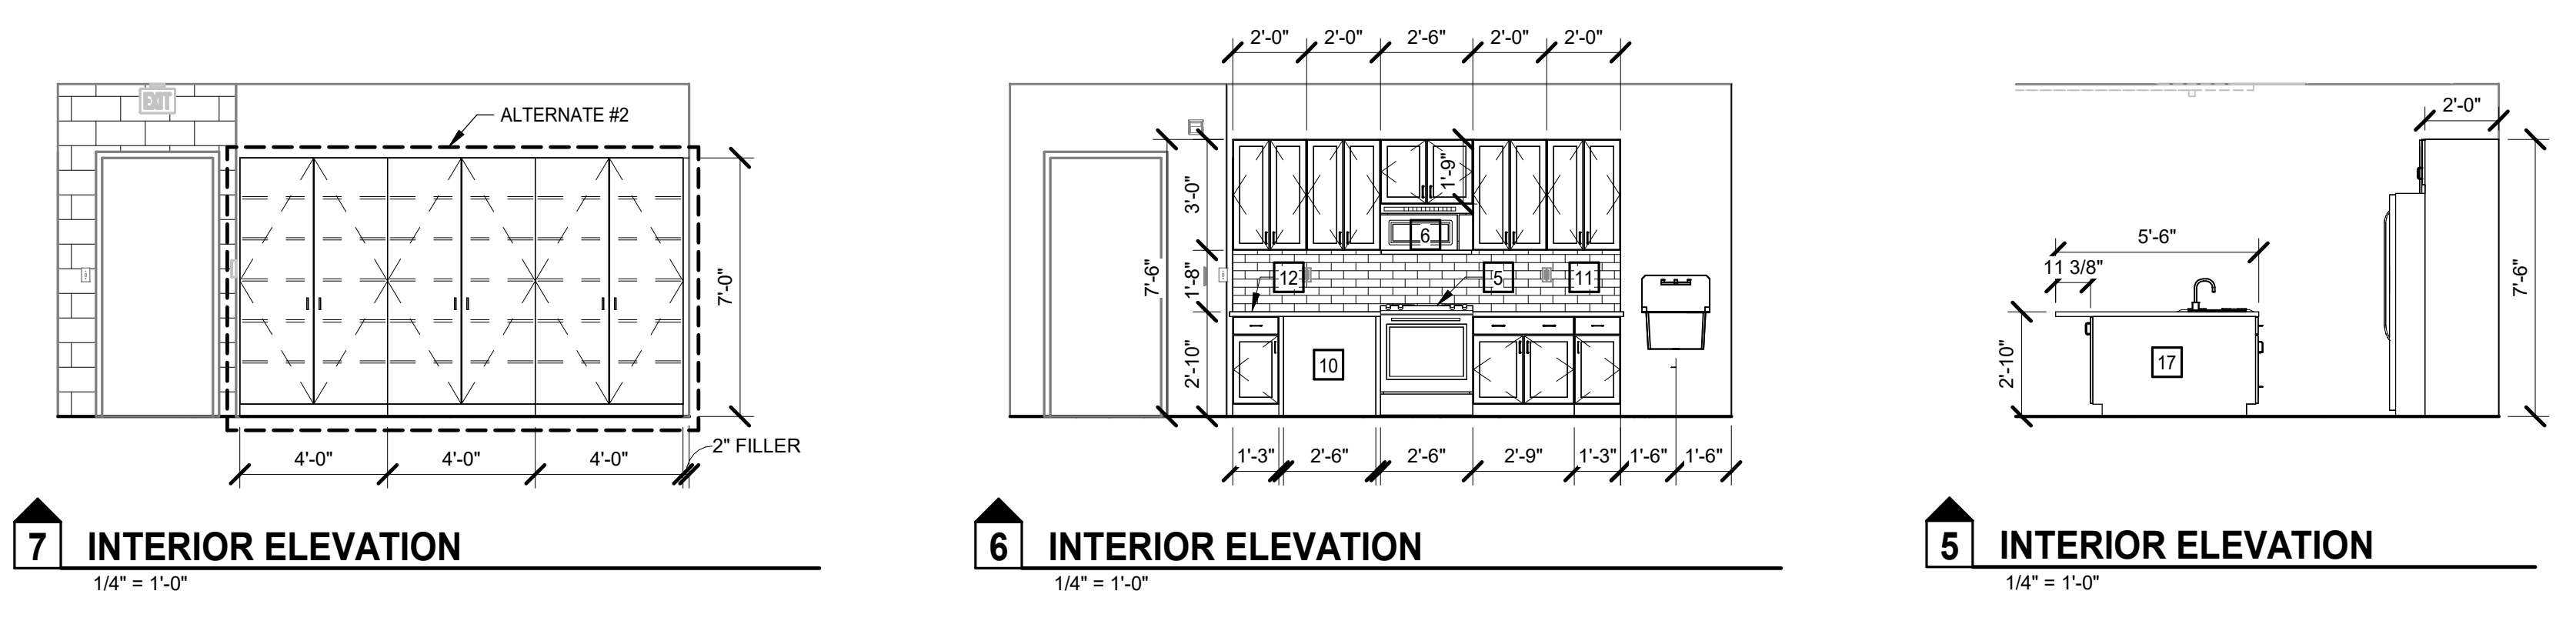 EXIT
ALTERNATE #2
7'-0"
4'-0" 4'-0" 4'-0"
2" FILLER
7 INTERIOR ELEVATION
1/4" = 1'-0"
2'-0" 2'-0" 2'-6" 2'-0" 2'-0"
3'-0"
1'-9"
6
7'-6"
1'-8"
12 5 11
2'-10"
10
1'-3" 2'-6" 2'-6" 2'-9" 1'-3" 1'-6" 1'-6"
6 INTERIOR ELEVATION
1/4" = 1'-0"
2'-0"
5'-6"
11 3/8"
7'-6"
2'-10"
17
5 INTERIOR ELEVATION
1/4" = 1'-0"